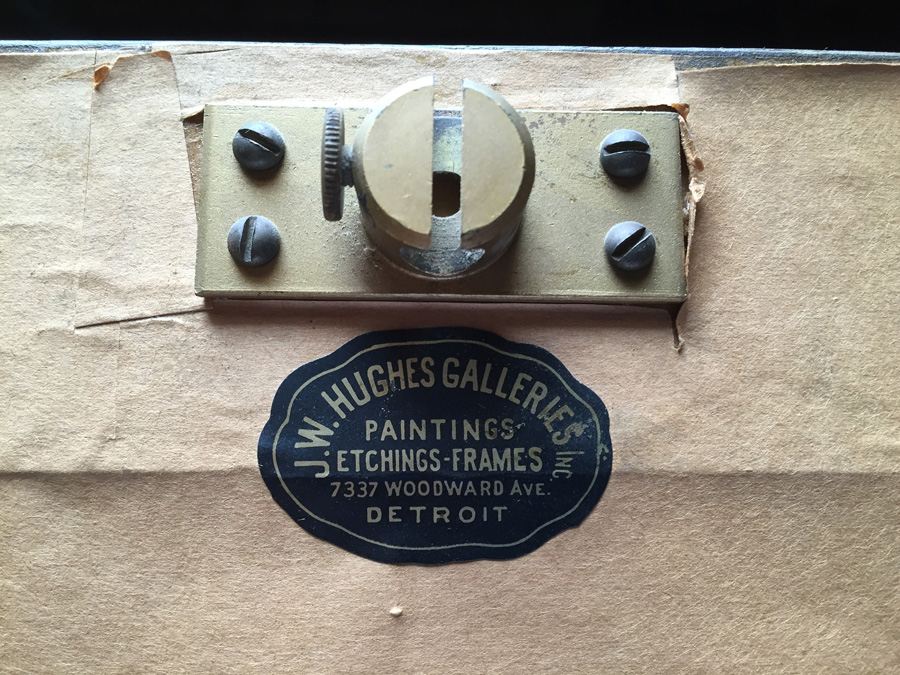 J.W. HUGHES GALLERIES INC.
PAINTINGS-
ETCHINGS-FRAMES
7337 WOODWARD AVE.
DETROIT